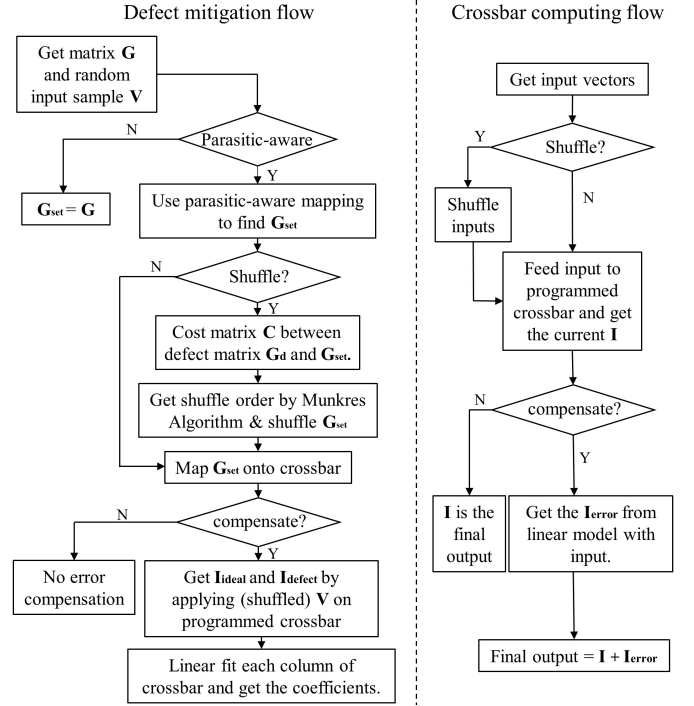 Defect mitigation flow
Get matrix G
and random
input sample V
Parasitic-aware
N
Y
Gset = G
Use parasitic-aware mapping
to find Gset
Shuffle?
N
Y
Cost matrix C between
defect matrix Gd and Gset.
Get shuffle order by Munkres
Algorithm & shuffle Gset
Map Gset onto crossbar
compensate?
N
Y
No error
compensation
Get Iideal and Idefect by
applying (shuffled) V on
programmed crossbar
Linear fit each column of
crossbar and get the coefficients.
Crossbar computing flow
Get input vectors
Shuffle?
Y
N
Shuffle
inputs
Feed input to
programmed
crossbar and get
the current I
compensate?
N
Y
I is the
final
output
Get the Ierror from
linear model with
input.
Final output = I + Ierror